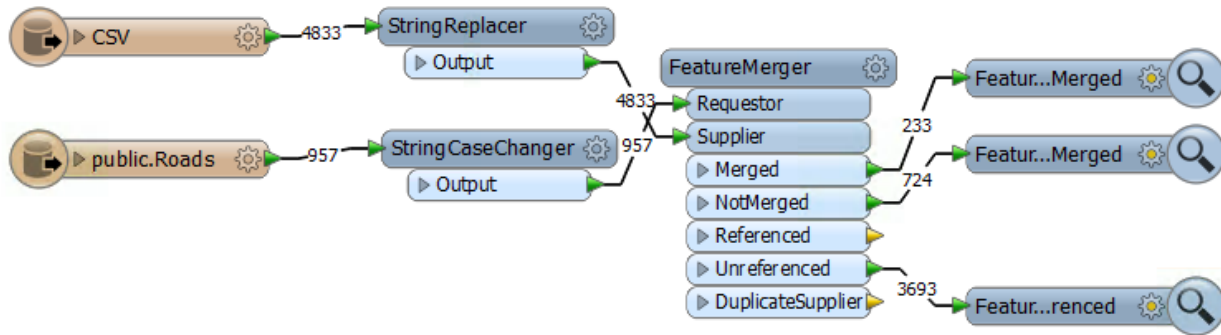 CSV
4833
StringReplacer
Output
public.Roads
957
StringCaseChanger
Output
4833
957
FeatureMerger
Requestor
Supplier
Merged
NotMerged
Referenced
Unreferenced
DuplicateSupplier
233
724
3693
Featur...Merged
Featur...Merged
Featur...renced